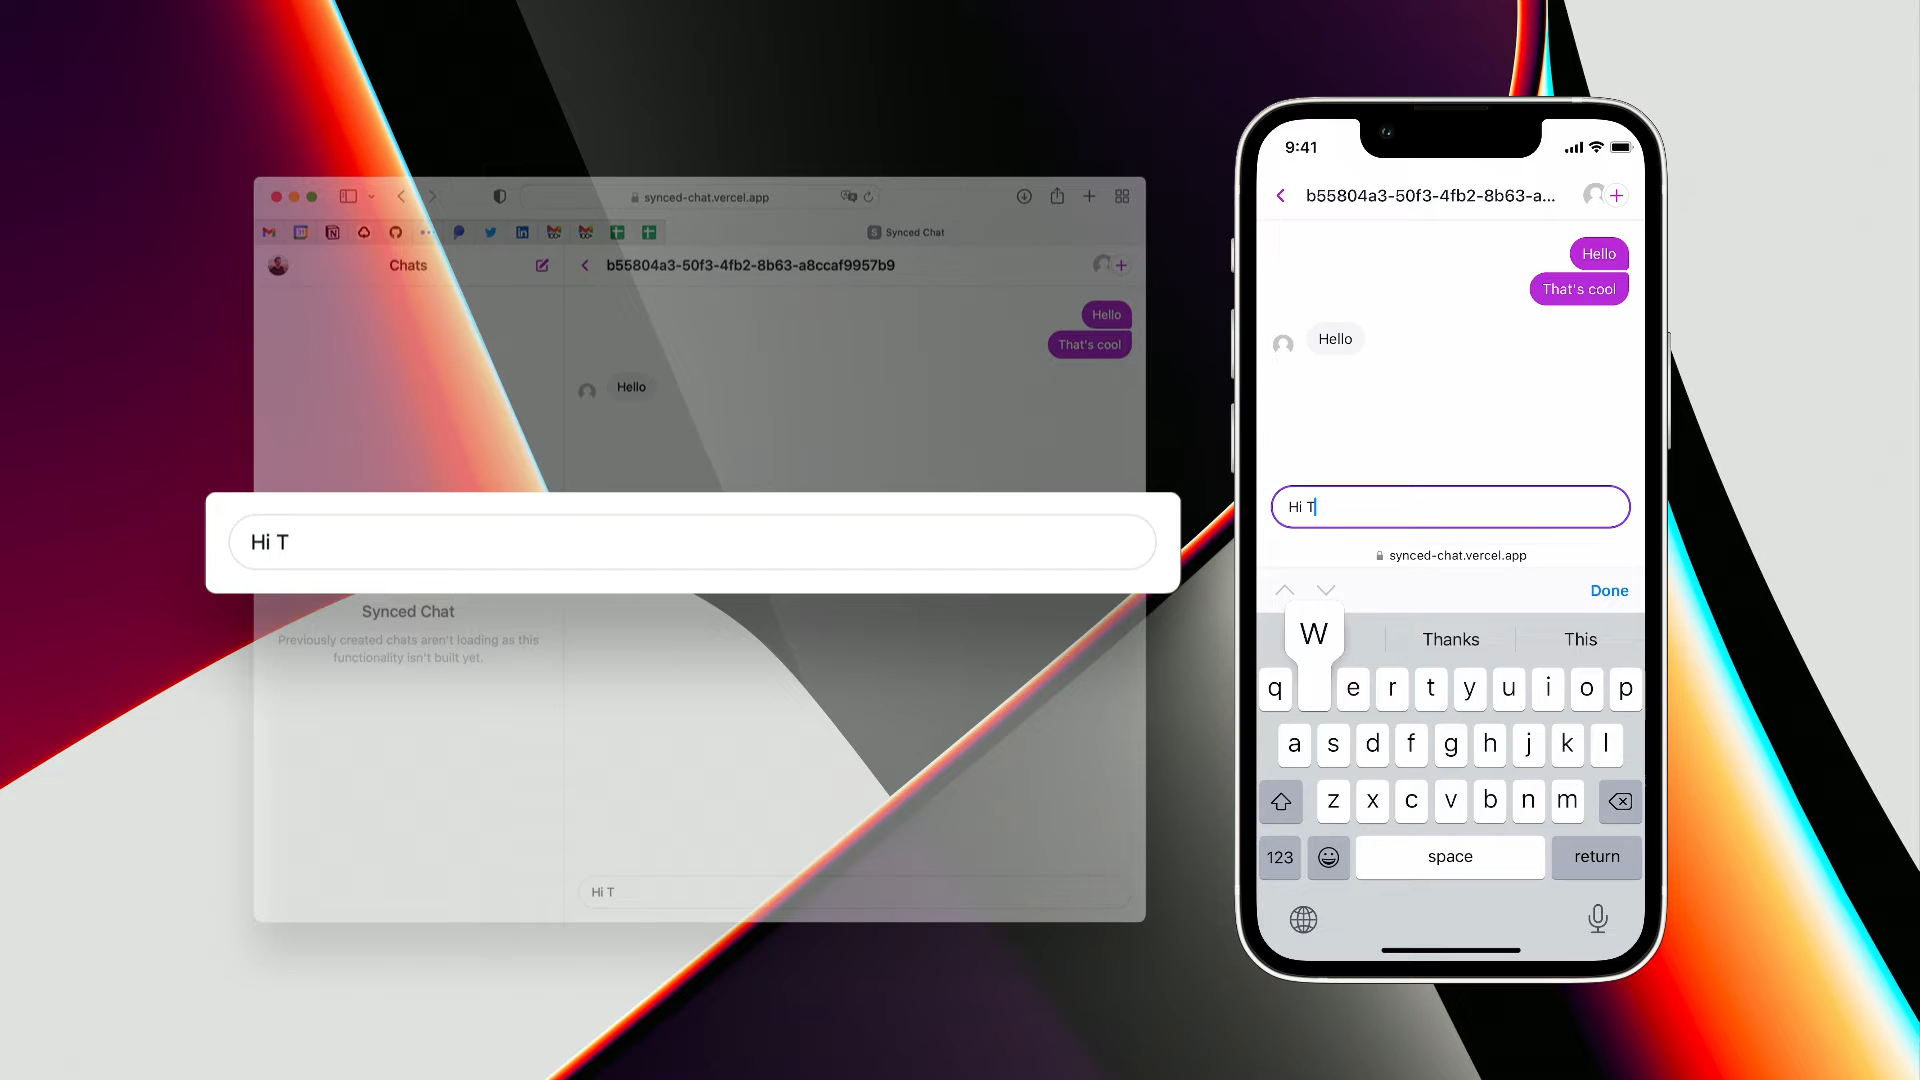 synced-chat.vercel.app
Synced Chat
Chats
b55804a3-50f3-4fb2-8b63-a8ccaf9957b9
Hello
That's cool
Hello
Hi T
Synced Chat
Previously created chats aren't loading as this
functionality isn't built yet.
Hi T
9:41
b55804a3-50f3-4fb2-8b63-a...
Hello
That's cool
Hello
Hi T
synced-chat.vercel.app
Done
W
Thanks
This
q e r t y u i o p
a s d f g h j k l
z x c v b n m
123
space
return